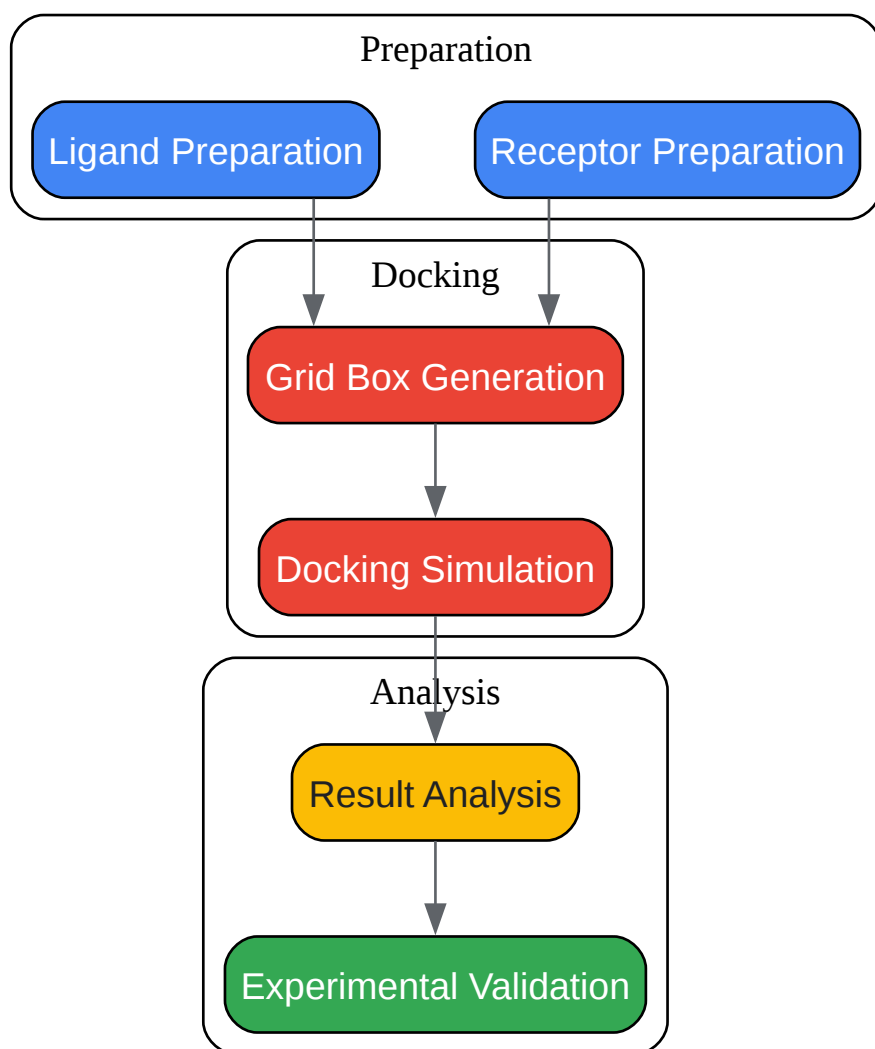 Preparation
Ligand Preparation
Receptor Preparation
Docking
Grid Box Generation
Docking Simulation
Analysis
Result Analysis
Experimental Validation